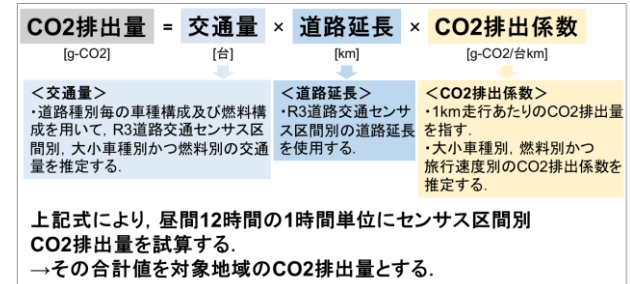 CO2排出量 = 交通量 × 道路延長 × CO2排出係数
[g-CO2] [台] [km] [g-CO2/台km]
＜交通量＞
・道路種別毎の車種構成及び燃料構
成を用いて，R3道路交通センサス区
間別，大小車種別かつ燃料別の交通
量を推定する．
＜道路延長＞
・R3道路交通センサ
ス区間別の道路延長
を使用する．
＜CO2排出係数＞
・1km走行あたりのCO2排出量
を指す．
・大小車種別，燃料別かつ
旅行速度別のCO2排出係数を
推定する．
上記式により，昼間12時間の1時間単位にセンサス区間別
CO2排出量を試算する．
→その合計値を対象地域のCO2排出量とする．